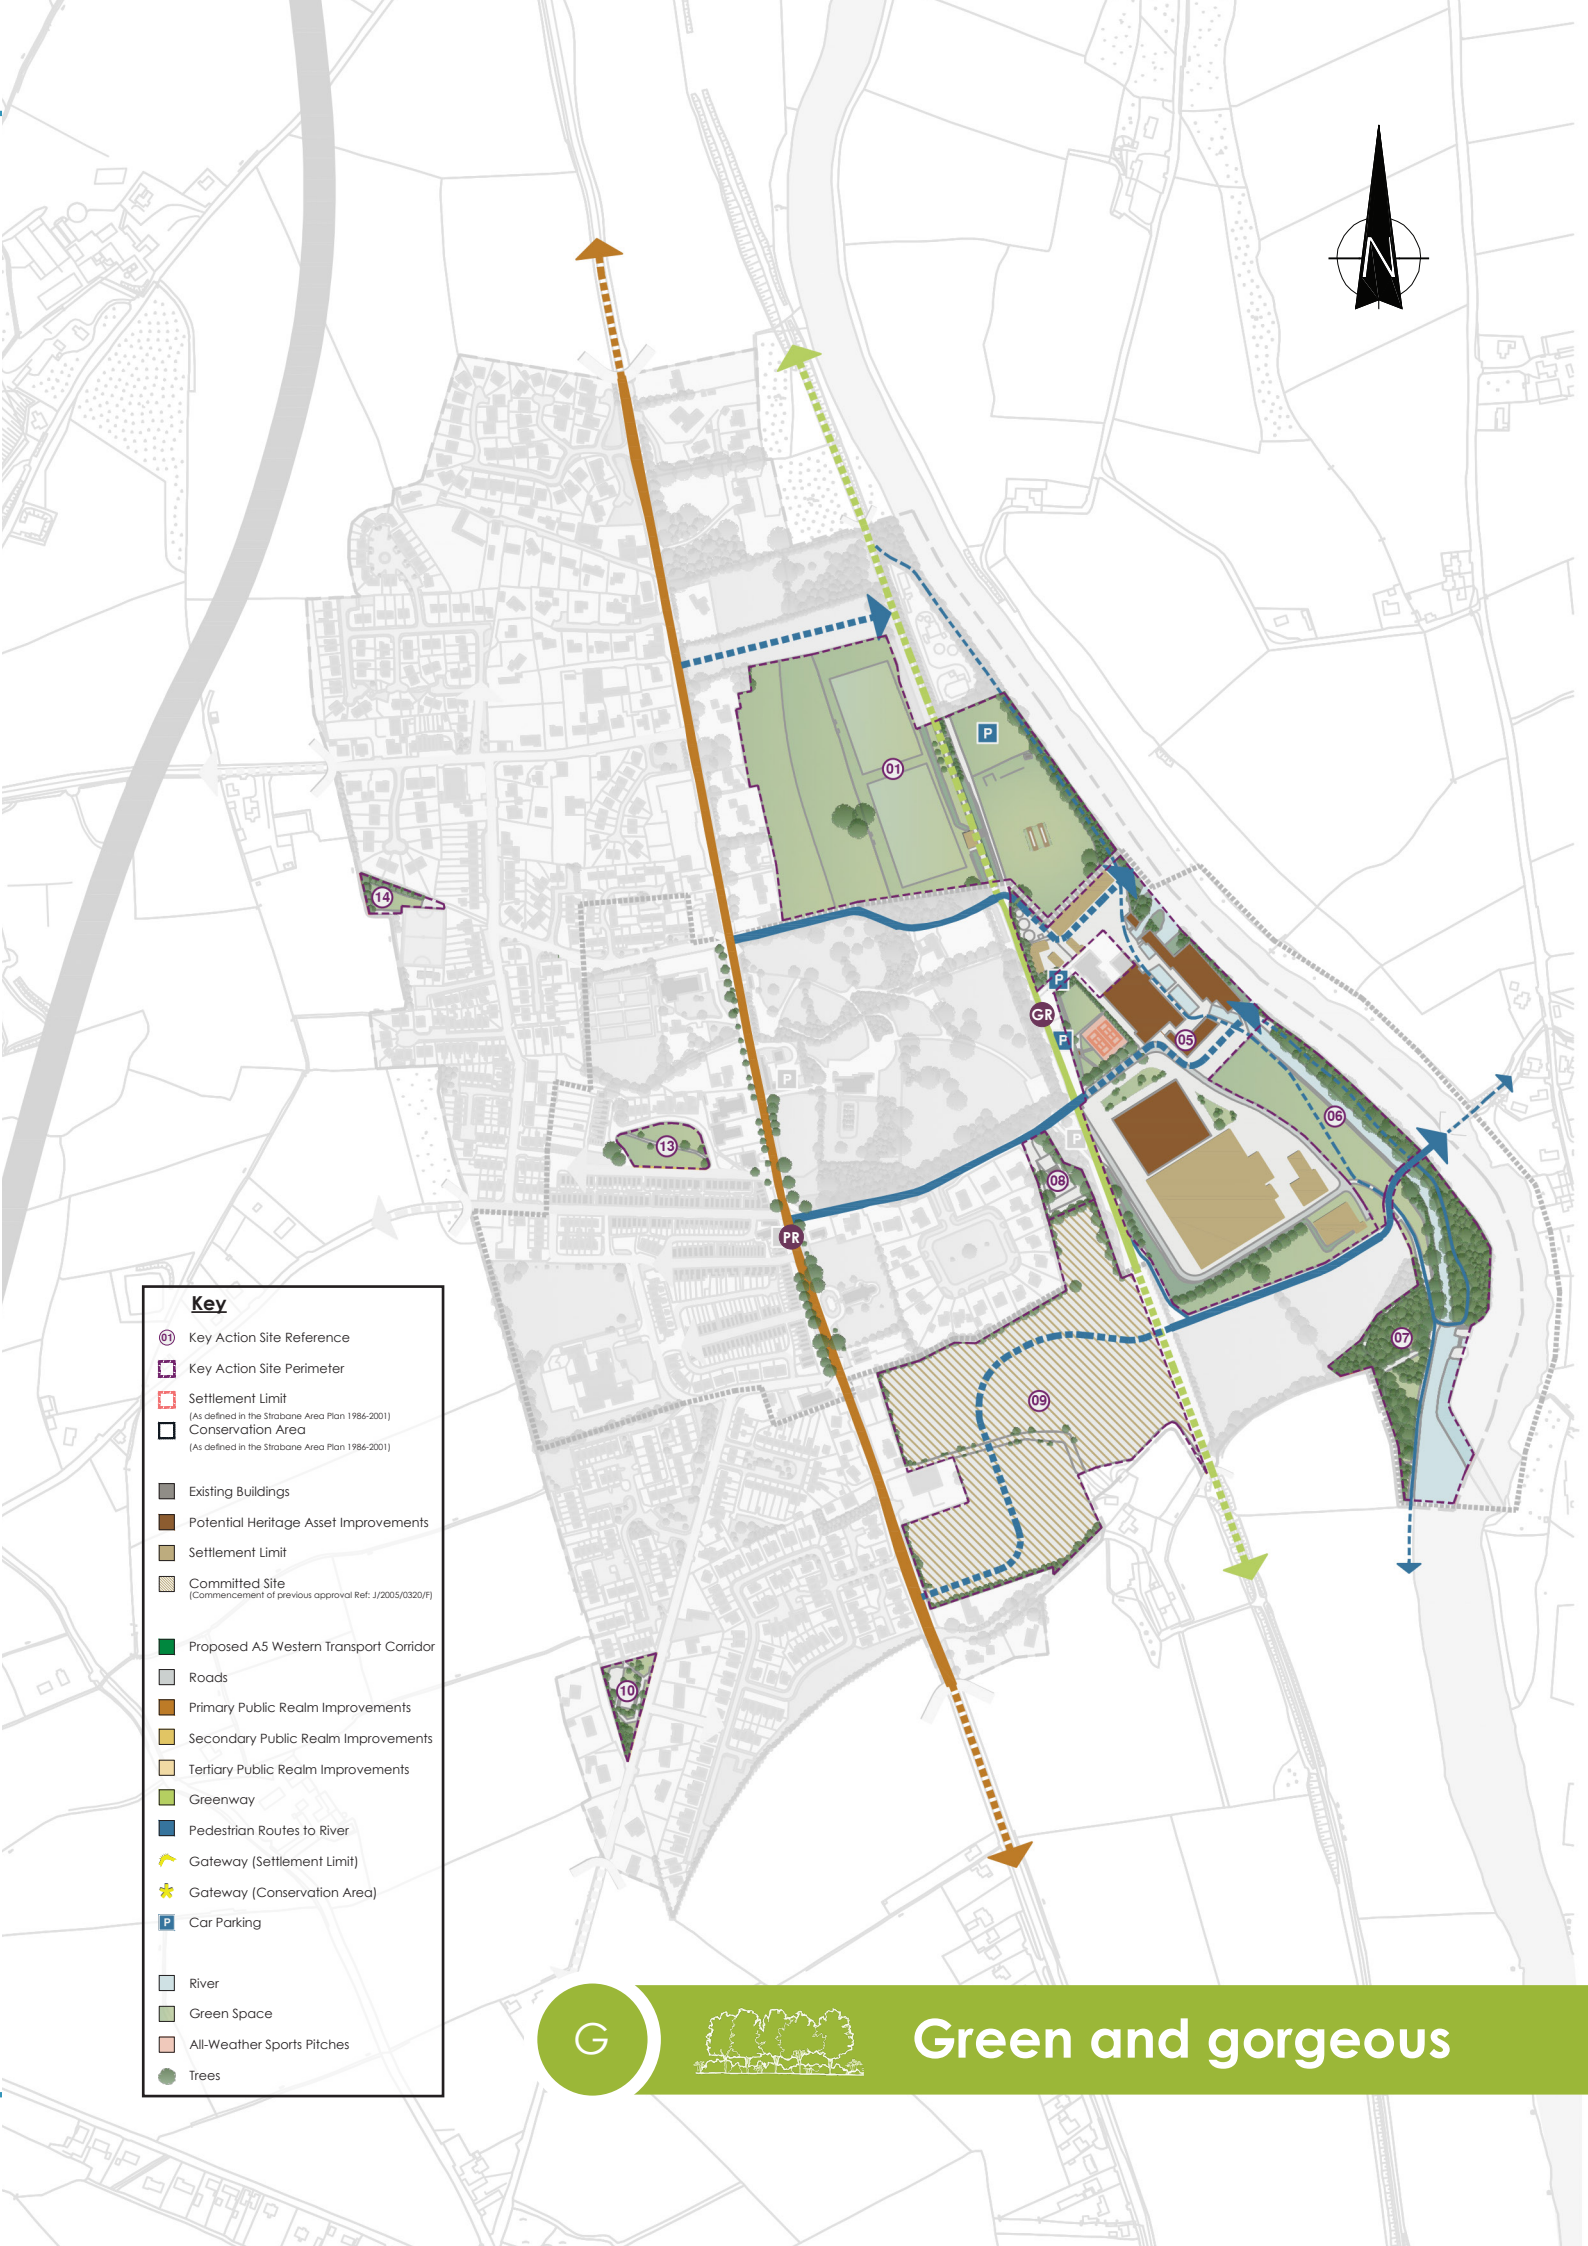 N
P
01
14
P
GR
P
05
P
06
13
P
08
PR
07
09
10
Key
01 Key Action Site Reference
Key Action Site Perimeter
Settlement Limit
(As defined in the Strabane Area Plan 1986-2001)
Conservation Area
(As defined in the Strabane Area Plan 1986-2001)
Existing Buildings
Potential Heritage Asset Improvements
Settlement Limit
Committed Site
(Commencement of previous approval Ref: J/2005/0320/F)
Proposed A5 Western Transport Corridor
Roads
Primary Public Realm Improvements
Secondary Public Realm Improvements
Tertiary Public Realm Improvements
Greenway
Pedestrian Routes to River
Gateway (Settlement Limit)
Gateway (Conservation Area)
P Car Parking
River
Green Space
All-Weather Sports Pitches
Trees
G
Green and gorgeous